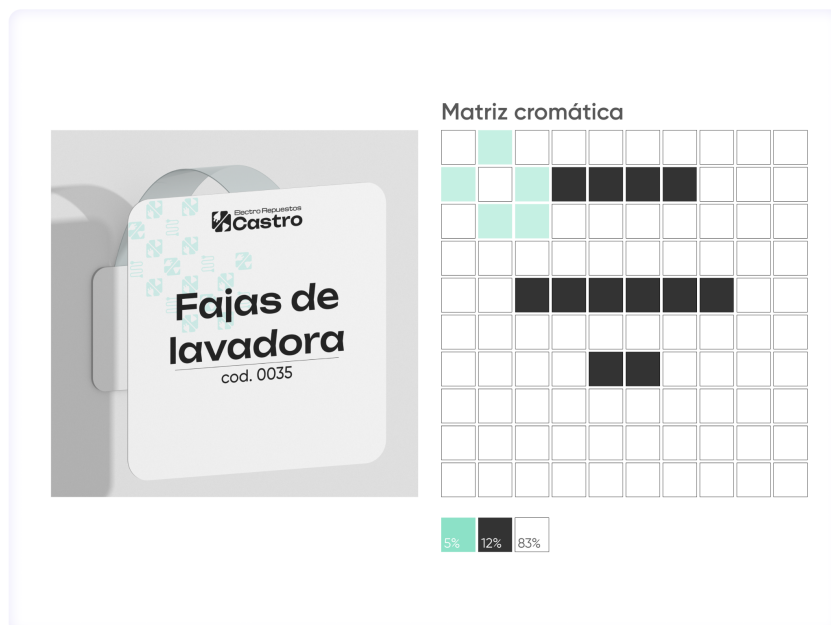 Matriz cromática
Electro Repuestos
Castro
Fajas de
lavadora
cod. 0035
5%
12%
83%